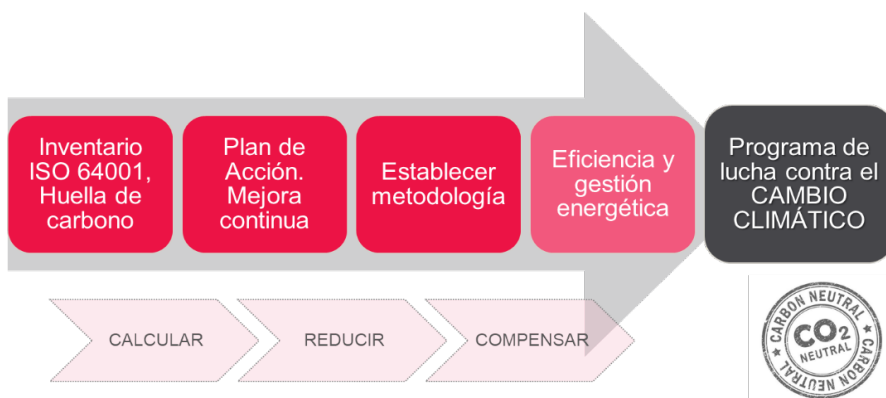 Inventario
ISO 64001,
Huella de
carbono
Plan de
Acción.
Mejora
continua
Establecer
metodología
Eficiencia y
gestión
energética
Programa de
lucha contra el
CAMBIO
CLIMÁTICO
CALCULAR
REDUCIR
COMPENSAR
CARBON NEUTRAL
CO2
NEUTRAL
CARBON NEUTRAL